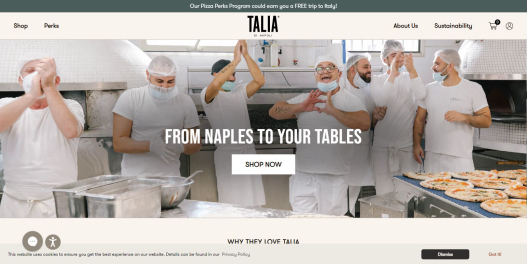 Our Pizza Perks Program could earn you a FREE trip to Italy!
Shop
Perks
TALIA
DI NAPOLI
About Us
Sustainability
0
FROM NAPLES TO YOUR TABLES
SHOP NOW
WHY THEY LOVE TALIA
This website uses cookies to ensure you get the best experience on our website. Details can be found in our Privacy Policy
Dismiss
Got it!